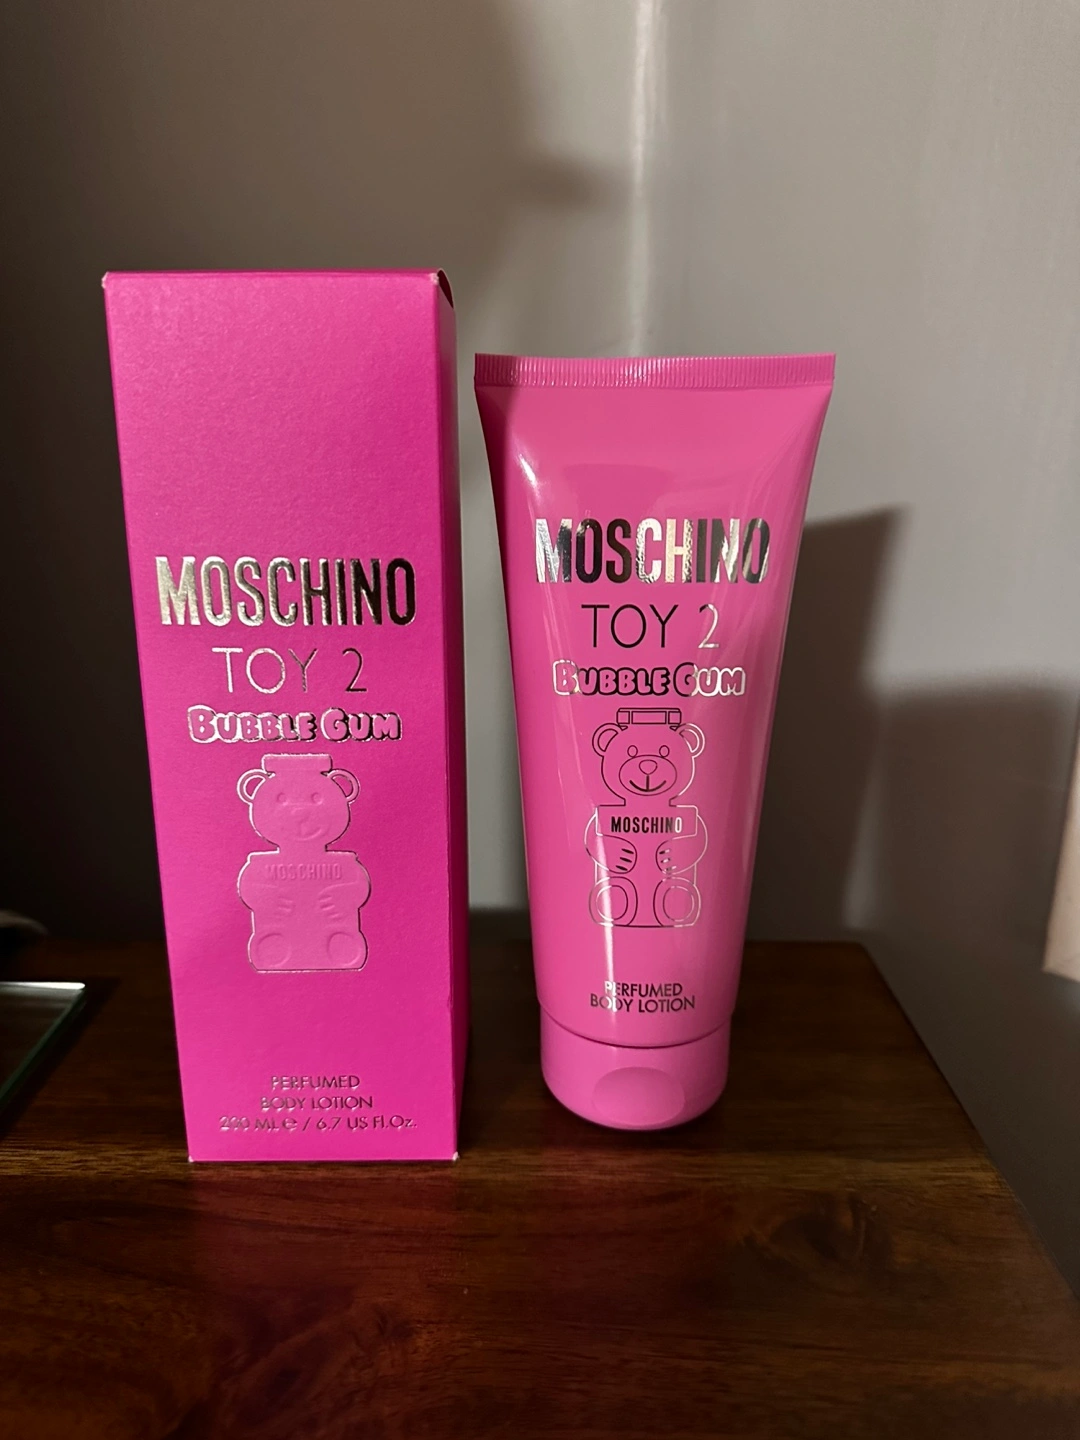 MOSCHINO
TOY 2
BUBBLE GUM
MOSCHINO
PERFUMED
BODY LOTION
200 ML e / 6.7 US Fl.Oz.
MOSCHINO
TOY 2
BUBBLE GUM
MOSCHINO
PERFUMED
BODY LOTION